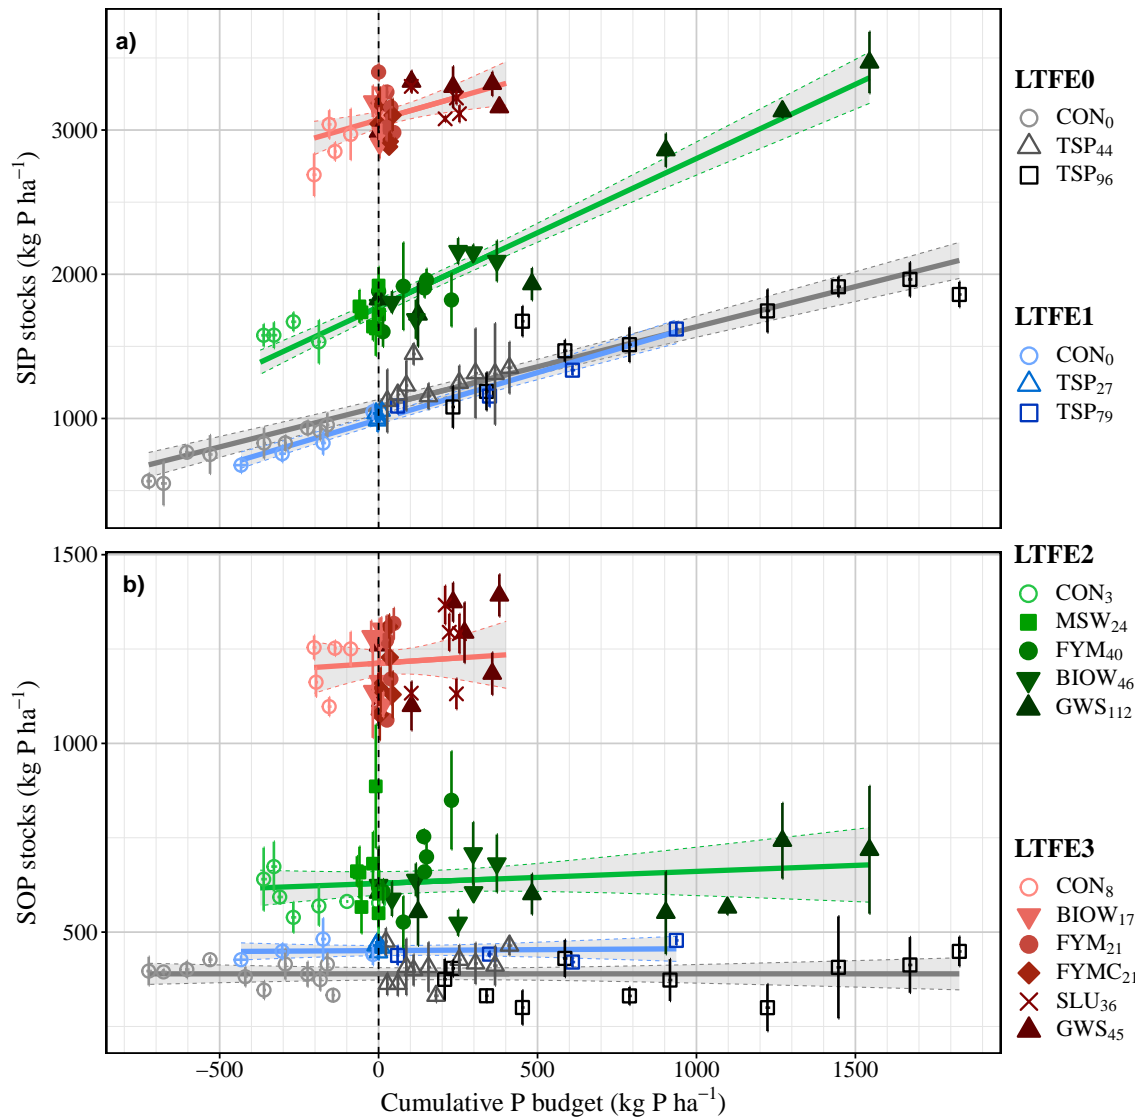 a)
3000
2000
1000
SIP stocks (kg P ha⁻¹)
LTFE0
CON₀
TSP₄₄
TSP₉₆
LTFE1
CON₀
TSP₂₇
TSP₇₉
b)
1500
1000
500
SOP stocks (kg P ha⁻¹)
LTFE2
CON₃
MSW₂₄
FYM₄₀
BIOW₄₆
GWS₁₁₂
LTFE3
CON₈
BIOW₁₇
FYM₂₁
FYMC₂₁
SLU₃₆
GWS₄₅
−500 0 500 1000 1500
Cumulative P budget (kg P ha⁻¹)